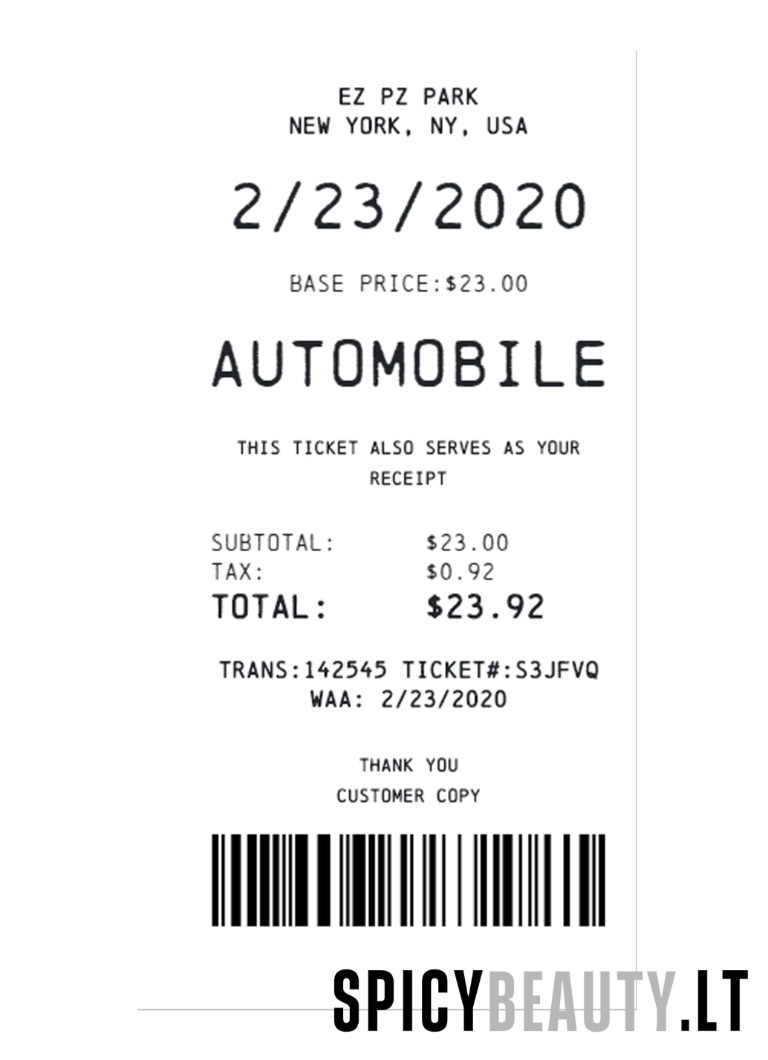 EZ PZ PARK
NEW YORK, NY, USA
2/23/2020
BASE PRICE:$23.00
AUTOMOBILE
THIS TICKET ALSO SERVES AS YOUR
RECEIPT
SUBTOTAL: $23.00
TAX: $0.92
TOTAL: $23.92
TRANS:142545 TICKET#:S3JFVQ
WAA: 2/23/2020
THANK YOU
CUSTOMER COPY
SPICYBEAUTY.LT